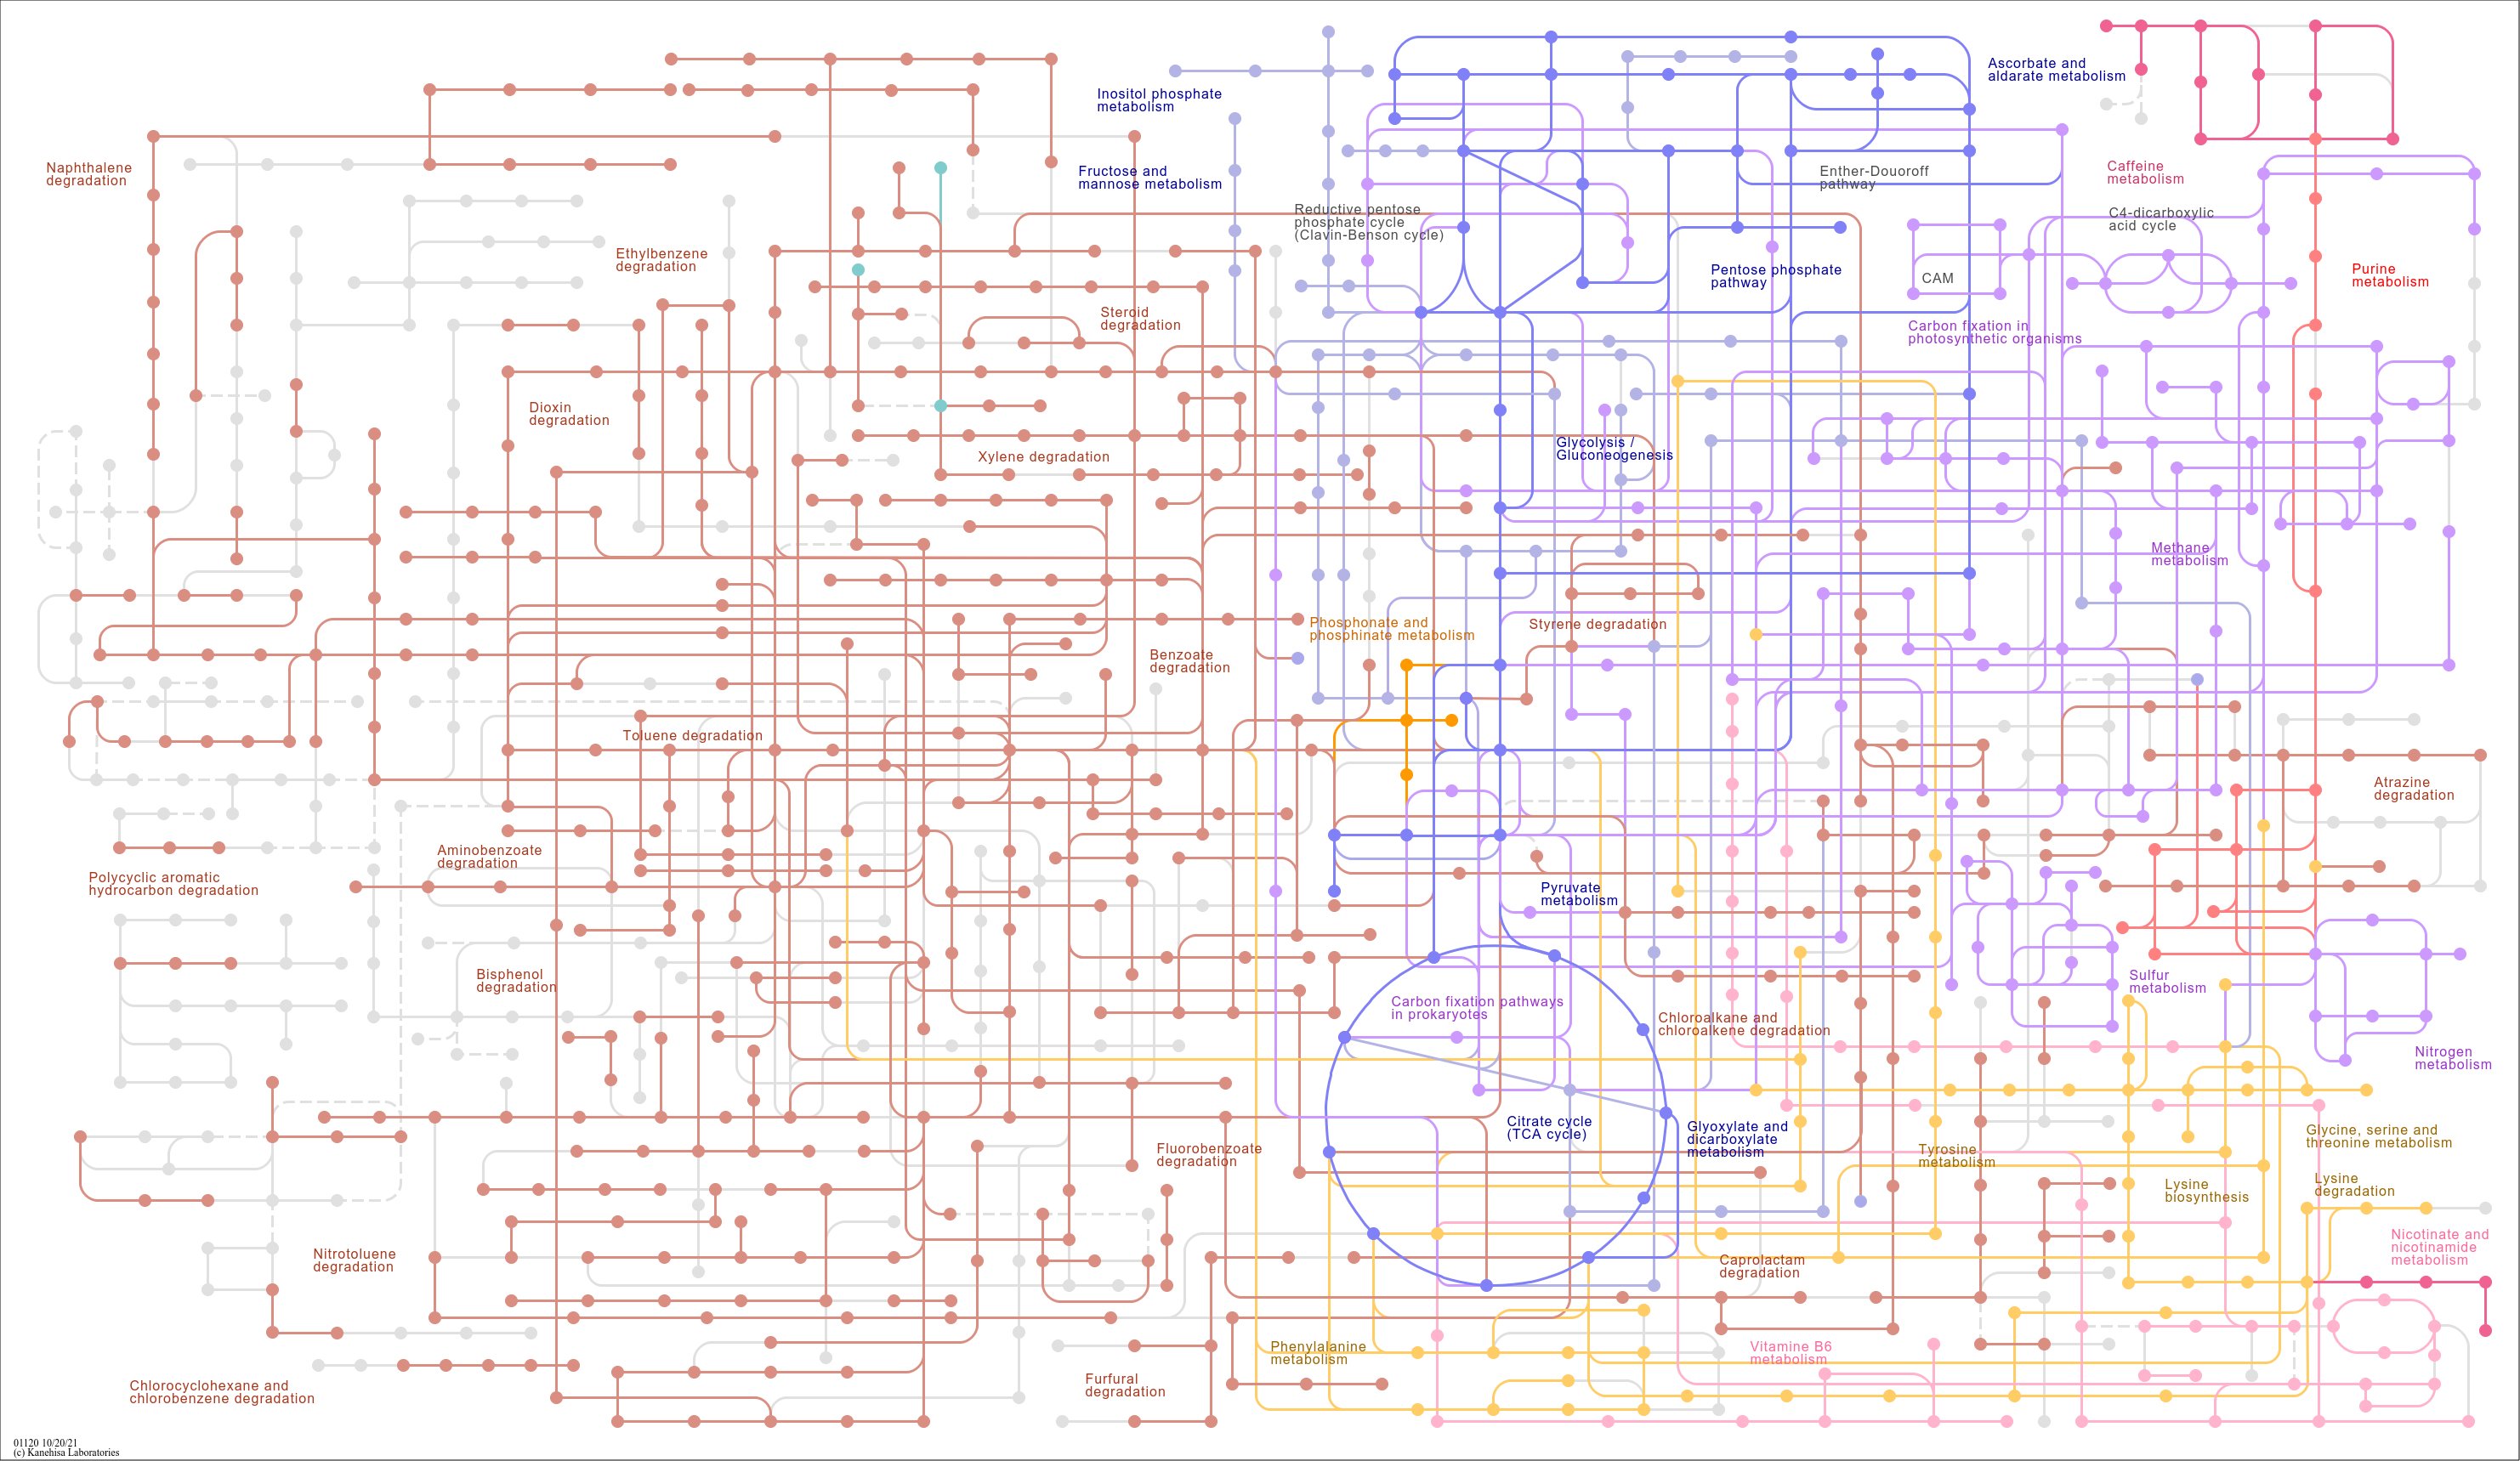 Ascorbate and
aldarate metabolism
Inositol phosphate
metabolism
Naphthalene
degradation
Fructose and
mannose metabolism
Enther-Douoroff
pathway
Caffeine
metabolism
Reductive pentose
phosphate cycle
(Clavin-Benson cycle)
C4-dicarboxylic
acid cycle
Ethylbenzene
degradation
Pentose phosphate
pathway
CAM
Purine
metabolism
Steroid
degradation
Carbon fixation in
photosynthetic organisms
Dioxin
degradation
Xylene degradation
Glycolysis /
Gluconeogenesis
Methane
metabolism
Phosphonate and
phosphinate metabolism
Styrene degradation
Benzoate
degradation
Toluene degradation
Atrazine
degradation
Aminobenzoate
degradation
Polycyclic aromatic
hydrocarbon degradation
Pyruvate
metabolism
Bisphenol
degradation
Sulfur
metabolism
Carbon fixation pathways
in prokaryotes
Chloroalkane and
chloroalkene degradation
Nitrogen
metabolism
Citrate cycle
(TCA cycle)
Glyoxylate and
dicarboxylate
metabolism
Glycine, serine and
threonine metabolism
Fluorobenzoate
degradation
Tyrosine
metabolism
Lysine
biosynthesis
Lysine
degradation
Nitrotoluene
degradation
Caprolactam
degradation
Nicotinate and
nicotinamide
metabolism
Phenylalanine
metabolism
Vitamine B6
metabolism
Chlorocyclohexane and
chlorobenzene degradation
Furfural
degradation
01120 10/20/21
(c) Kanehisa Laboratories